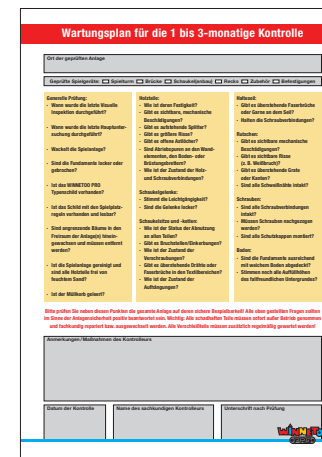 Wartungsplan für die 1 bis 3-monatige Kontrolle
Ort der geprüften Anlage
Geprüfte Spielgeräte: Spielturm Brücke Schaukel(anbau) Recks Zubehör Befestigungen
Generelle Prüfung:
- Wann wurde die letzte Visuelle
Inspektion durchgeführt?
- Wann wurde die letzte Hauptunter-
suchung durchgeführt?
- Wackelt die Spielanlage?
- Sind die Fundamente locker oder
gebrochen?
- Ist das WINNETOO PRO
Typenschild vorhanden?
- Ist das Schild mit den Spielplatz-
regeln vorhanden und lesbar?
- Sind angrenzende Bäume in den
Freiraum der Anlage(n) hinein-
gewachsen und müssen entfernt
werden?
- Ist die Spielanlage gereinigt und
sind alle Holzteile frei von
feuchtem Sand?
- Ist der Müllkorb geleert?
Holzteile:
- Wie ist deren Festigkeit?
- Gibt es sichtbare, mechanische
Beschädigungen?
- Gibt es aufstehende Splitter?
- Gibt es größere Risse?
- Gibt es offene Astlöcher?
- Sind Abriebspuren an den Wand-
elementen, den Boden- oder
Brüstungsbrettern?
- Wie ist der Zustand der Holz-
und Schraubverbindungen?
Schaukelgelenke:
- Stimmt die Leichtgängigkeit?
- Sind die Gelenke locker?
Schaukelsitze und -ketten:
- Wie ist der Status der Abnutzung
an allen Teilen?
- Gibt es Bruchstellen/Einkerbungen?
- Wie ist der Zustand der
Verschraubungen?
- Gibt es überstehende Drähte oder
Faserbrüche in den Textilbereichen?
- Wie ist der Zustand der
Aufhängungen?
Halteseil:
- Gibt es überstehende Faserbrüche
oder Garne an dem Seil?
- Halten die Schraubverbindungen?
Rutschen:
- Gibt es sichtbare mechanische
Beschädigungen?
- Gibt es sichtbare Risse
(z. B. Weißbruch)?
- Gibt es überstehende Grate
oder Kanten?
- Sind alle Schweißnähte intakt?
Schrauben:
- Sind alle Schraubverbindungen
intakt?
- Müssen Schrauben nachgezogen
werden?
- Sind alle Schutzkappen montiert?
Boden:
- Sind die Fundamente ausreichend
mit weichem Boden abgedeckt?
- Stimmen noch alle Auffüllhöhen
des fallfreundlichen Untergrundes?
Bitte prüfen Sie neben diesen Punkten die gesamte Anlage auf deren sichere Bespielbarkeit! Alle oben gestellten Fragen sollten
im Sinne der Anlagensicherheit positiv beantwortet sein. Wichtig: Alle schadhaften Teile müssen sofort außer Betrieb genommen
und fachkundig repariert bzw. ausgewechselt werden. Alle Verschleißteile müssen zusätzlich regelmäßig gewartet werden!
Anmerkungen/Maßnahmen des Kontrolleurs
Datum der Kontrolle
Name des sachkundigen Kontrolleurs
Unterschrift nach Prüfung